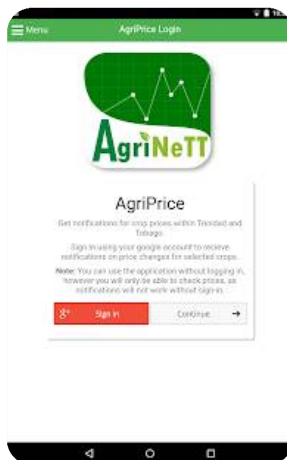 Menu
AgriPrice Login
AgriNeTT
AgriPrice
Get notifications for crop prices within Trinidad and
Tobago.
Sign in using your google account to recieve
notifications on price changes for selected crops.
Note: You can use the application without logging in,
however you will only be able to check prices, as
notifications will not work without sign-in.
g+ Sign in
Continue